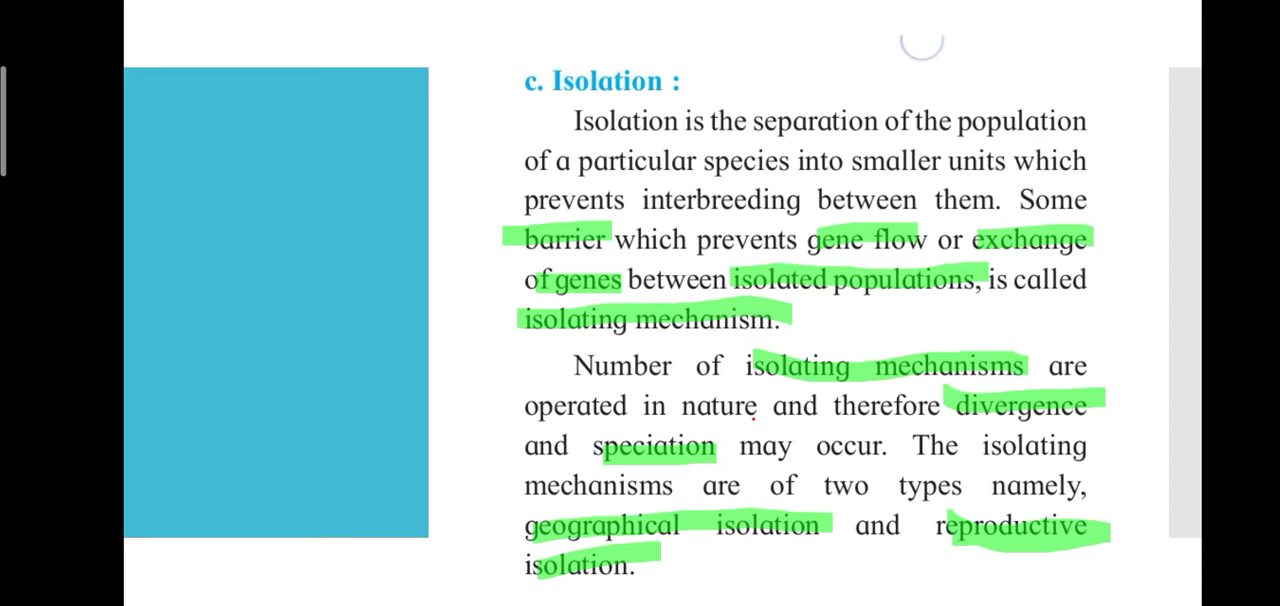 c. Isolation :
Isolation is the separation of the population
of a particular species into smaller units which
prevents interbreeding between them. Some
barrier which prevents gene flow or exchange
of genes between isolated populations, is called
isolating mechanism.
Number of isolating mechanisms are
operated in nature and therefore divergence
and speciation may occur. The isolating
mechanisms are of two types namely,
geographical isolation and reproductive
isolation.